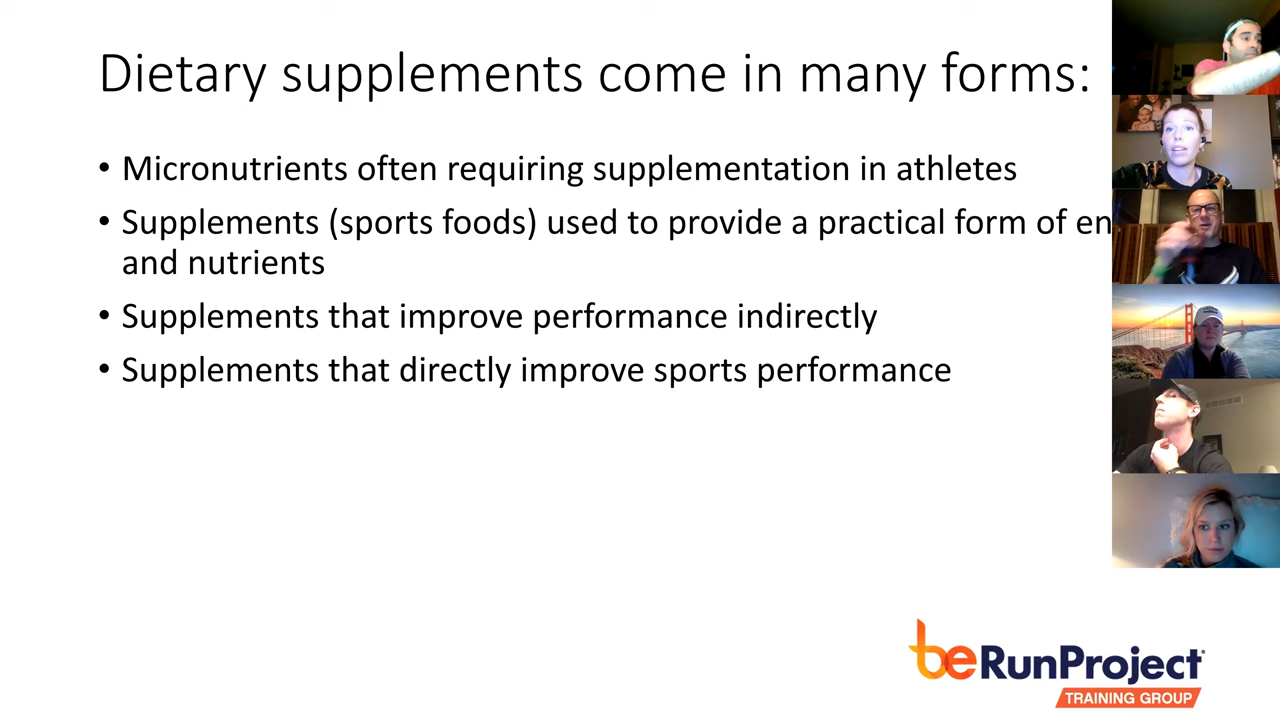 Dietary supplements come in many forms:
• Micronutrients often requiring supplementation in athletes
• Supplements (sports foods) used to provide a practical form of en
and nutrients
• Supplements that improve performance indirectly
• Supplements that directly improve sports performance
beRunProject
TRAINING GROUP